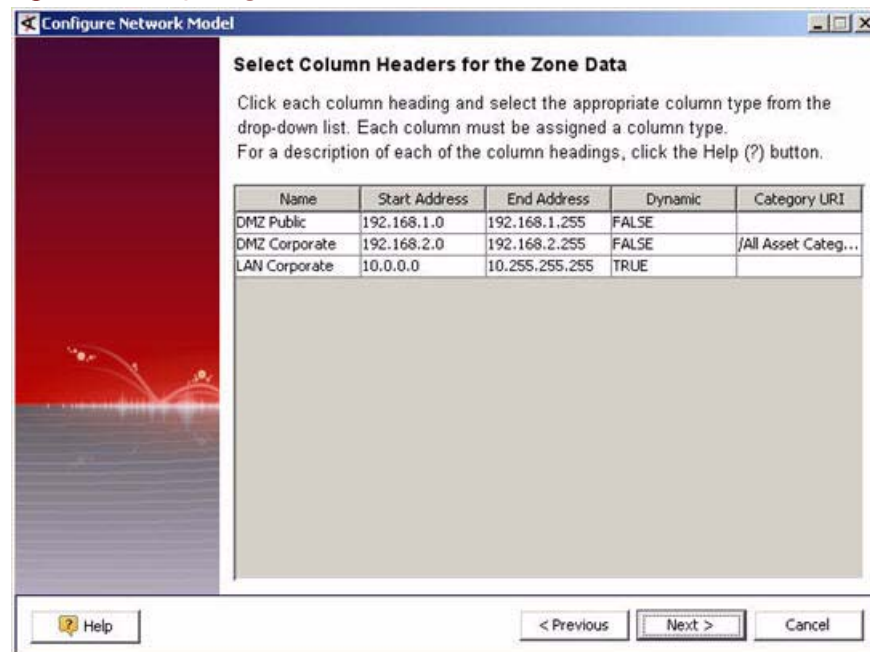 Configure Network Model
Select Column Headers for the Zone Data
Click each column heading and select the appropriate column type from the
drop-down list. Each column must be assigned a column type.
For a description of each of the column headings, click the Help (?) button.
Name Start Address End Address Dynamic Category URI
DMZ Public 192.168.1.0 192.168.1.255 FALSE
DMZ Corporate 192.168.2.0 192.168.2.255 FALSE /All Asset Categ...
LAN Corporate 10.0.0.0 10.255.255.255 TRUE
Help < Previous Next > Cancel